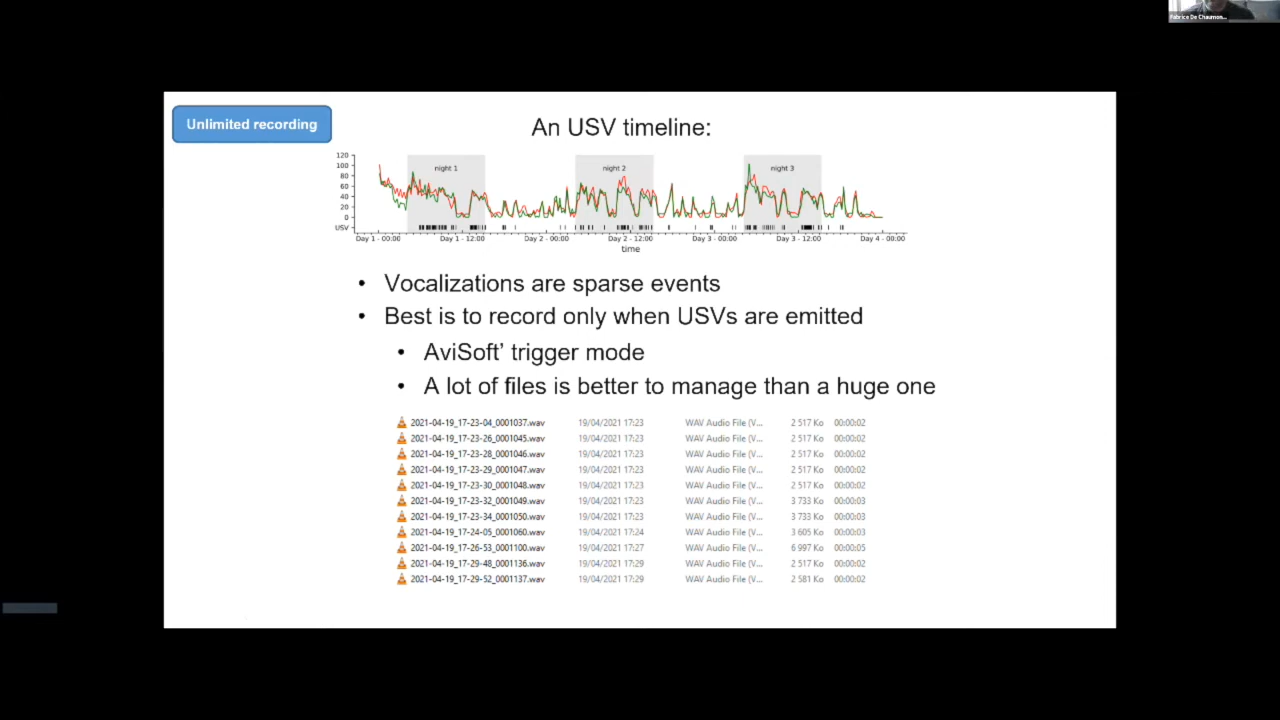 Fabrice De Chaumon...
Unlimited recording
An USV timeline:
120
100
80
60
40
20
0
USV
night 1
night 2
night 3
Day 1 - 00:00
Day 1 - 12:00
Day 2 - 00:00
Day 2 - 12:00
Day 3 - 00:00
Day 3 - 12:00
Day 4 - 00:00
time
• Vocalizations are sparse events
• Best is to record only when USVs are emitted
• AviSoft’ trigger mode
• A lot of files is better to manage than a huge one
2021-04-19_17-23-04_0001037.wav 19/04/2021 17:23 WAV Audio File (V... 2 517 Ko 00:00:02
2021-04-19_17-23-26_0001045.wav 19/04/2021 17:23 WAV Audio File (V... 2 517 Ko 00:00:02
2021-04-19_17-23-28_0001046.wav 19/04/2021 17:23 WAV Audio File (V... 2 517 Ko 00:00:02
2021-04-19_17-23-29_0001047.wav 19/04/2021 17:23 WAV Audio File (V... 2 517 Ko 00:00:02
2021-04-19_17-23-30_0001048.wav 19/04/2021 17:23 WAV Audio File (V... 2 517 Ko 00:00:02
2021-04-19_17-23-32_0001049.wav 19/04/2021 17:23 WAV Audio File (V... 3 733 Ko 00:00:03
2021-04-19_17-23-34_0001050.wav 19/04/2021 17:23 WAV Audio File (V... 3 733 Ko 00:00:03
2021-04-19_17-24-05_0001060.wav 19/04/2021 17:24 WAV Audio File (V... 3 605 Ko 00:00:03
2021-04-19_17-26-53_0001100.wav 19/04/2021 17:27 WAV Audio File (V... 6 997 Ko 00:00:05
2021-04-19_17-29-48_0001136.wav 19/04/2021 17:29 WAV Audio File (V... 2 517 Ko 00:00:02
2021-04-19_17-29-52_0001137.wav 19/04/2021 17:29 WAV Audio File (V... 2 581 Ko 00:00:02